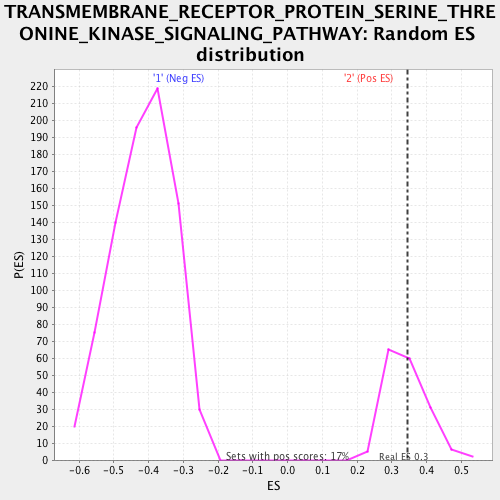 TRANSMEMBRANE_RECEPTOR_PROTEIN_SERINE_THRE
ONINE_KINASE_SIGNALING_PATHWAY: Random ES
distribution
'1' (Neg ES)
'2' (Pos ES)
220
210
200
190
180
170
160
150
140
130
120
110
100
90
80
70
60
50
40
30
20
10
0
P(ES)
Sets with pos scores: 17%
Real ES 0.3
-0.6 -0.5 -0.4 -0.3 -0.2 -0.1 0.0 0.1 0.2 0.3 0.4 0.5
ES